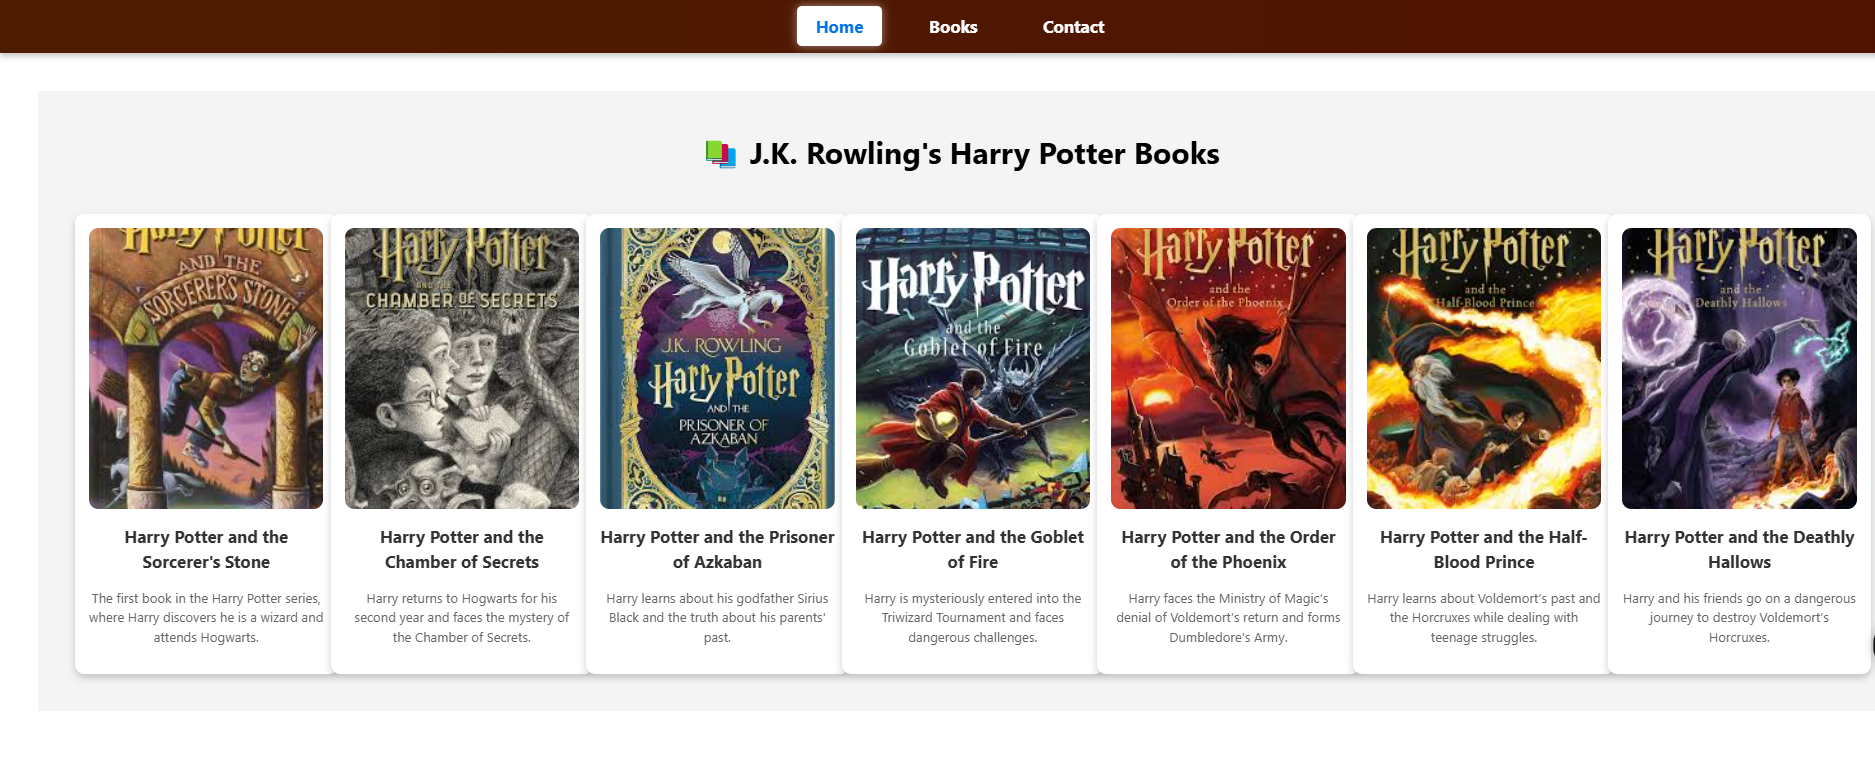 Home Books Contact
J.K. Rowling's Harry Potter Books
Harry Potter
AND THE
SORCERER'S STONE
Harry Potter
AND THE
CHAMBER OF SECRETS
J.K. ROWLING
Harry Potter
AND THE
PRISONER OF
AZKABAN
Harry Potter
and the
Goblet of Fire
Harry Potter
and the
Order of the Phoenix
Harry Potter
and the
Half-Blood Prince
Harry Potter
and the
Deathly Hallows
Harry Potter and the
Sorcerer's Stone
The first book in the Harry Potter series,
where Harry discovers he is a wizard and
attends Hogwarts.
Harry Potter and the
Chamber of Secrets
Harry returns to Hogwarts for his
second year and faces the mystery of
the Chamber of Secrets.
Harry Potter and the Prisoner
of Azkaban
Harry learns about his godfather Sirius
Black and the truth about his parents'
past.
Harry Potter and the Goblet
of Fire
Harry is mysteriously entered into the
Triwizard Tournament and faces
dangerous challenges.
Harry Potter and the Order
of the Phoenix
Harry faces the Ministry of Magic's
denial of Voldemort's return and forms
Dumbledore's Army.
Harry Potter and the Half-
Blood Prince
Harry learns about Voldemort's past and
the Horcruxes while dealing with
teenage struggles.
Harry Potter and the Deathly
Hallows
Harry and his friends go on a dangerous
journey to destroy Voldemort's
Horcruxes.